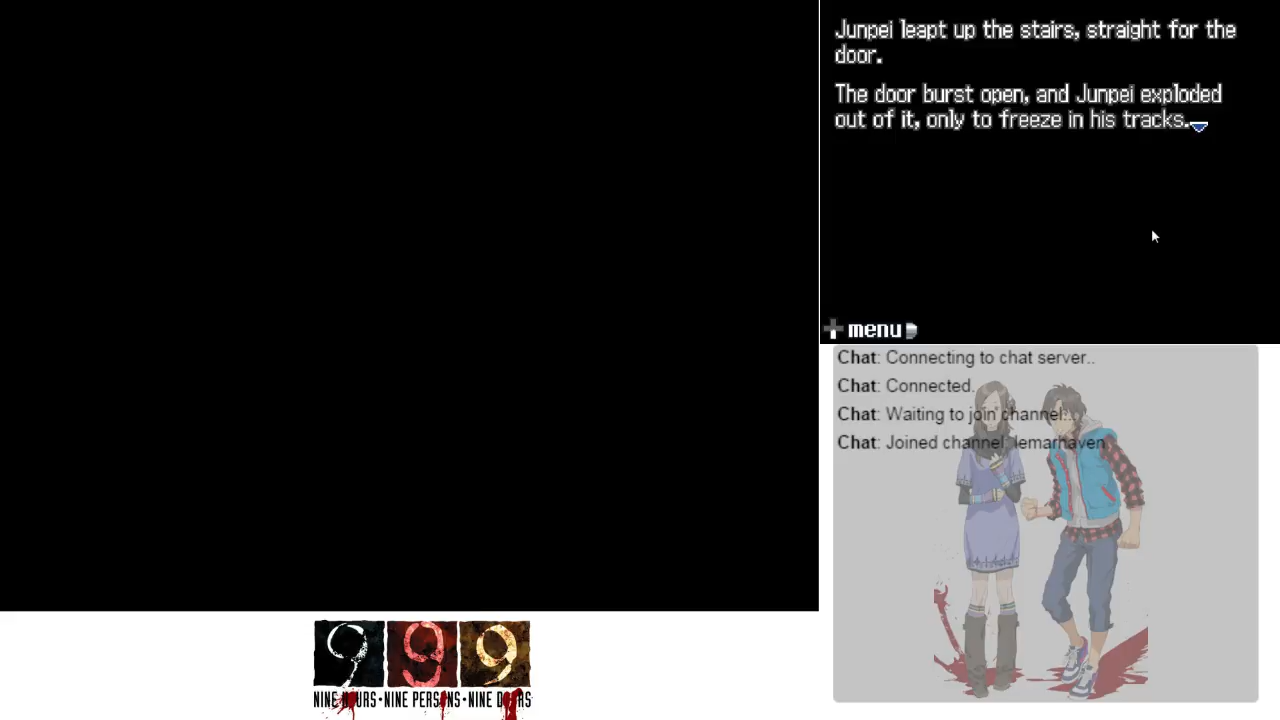 Junpei leapt up the stairs, straight for the
door.
The door burst open, and Junpei exploded
out of it, only to freeze in his tracks.
menu
Chat: Connecting to chat server..
Chat: Connected.
Chat: Waiting to join channel..
Chat: Joined channel: lemarhaven
999
NINE HOURS • NINE PERSONS • NINE DOORS